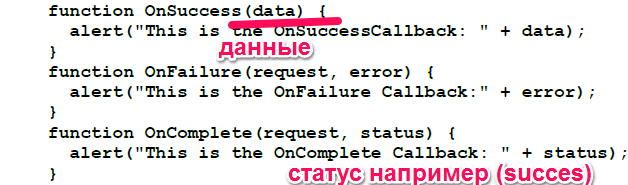 function OnSuccess(data) {
alert("This is the OnSuccessCallback: " + data);
данные
}
function OnFailure(request, error) {
alert("This is the OnFailure Callback:" + error);
}
function OnComplete(request, status) {
alert("This is the OnComplete Callback: " + status);
статус например (succes)
}